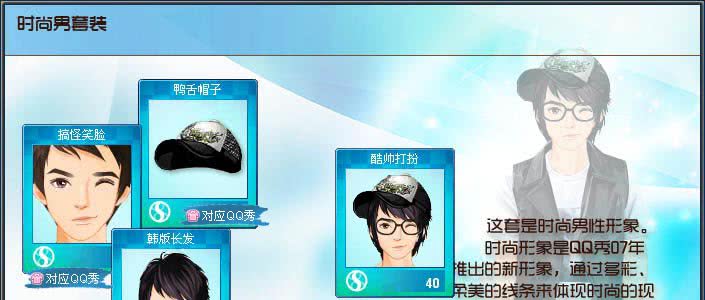 时尚男套装
鸭舌帽子
对应QQ秀
搞怪笑脸
对应QQ秀
韩版长发
酷帅打扮
40
这套是时尚男性形象。
时尚形象是QQ秀07年
推出的新形象，通过多彩、
柔美的线条来体现时尚的现